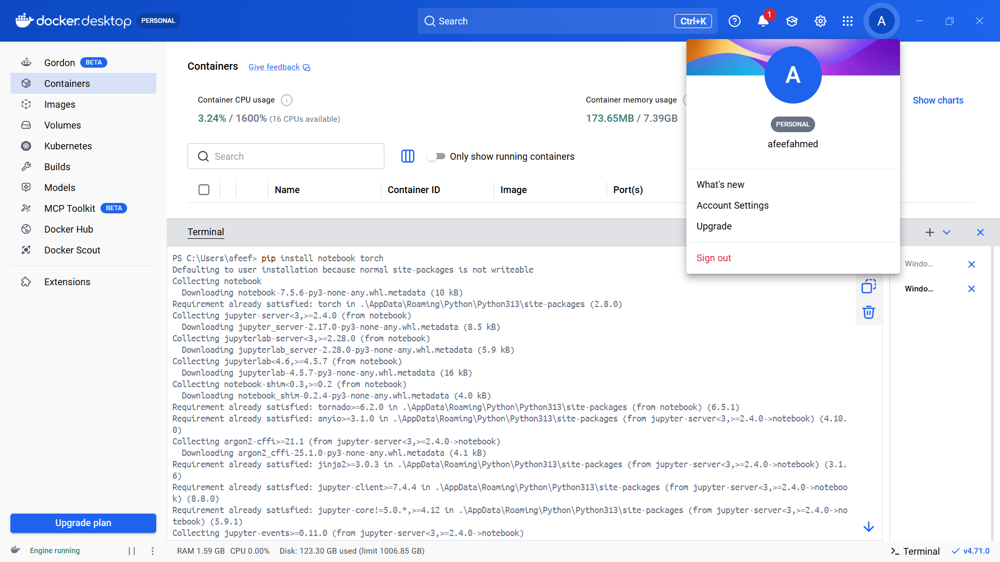 docker.desktop PERSONAL
Search Ctrl+K
1
A
Gordon BETA
Containers
Images
Volumes
Kubernetes
Builds
Models
MCP Toolkit BETA
Docker Hub
Docker Scout
Extensions
Upgrade plan
Engine running
Containers Give feedback
Container CPU usage
3.24% / 1600% (16 CPUs available)
Container memory usage
173.65MB / 7.39GB
Show charts
Search
Only show running containers
Name Container ID Image Port(s)
A
PERSONAL
afeefahmed
What's new
Account Settings
Upgrade
Sign out
Terminal
PS C:\Users\afeef> pip install notebook torch
Defaulting to user installation because normal site-packages is not writeable
Collecting notebook
Downloading notebook-7.5.6-py3-none-any.whl.metadata (10 kB)
Requirement already satisfied: torch in .\AppData\Roaming\Python\Python313\site-packages (2.8.0)
Collecting jupyter-server<3,>=2.4.0 (from notebook)
Downloading jupyter_server-2.17.0-py3-none-any.whl.metadata (8.5 kB)
Collecting jupyterlab-server<3,>=2.28.0 (from notebook)
Downloading jupyterlab_server-2.28.0-py3-none-any.whl.metadata (5.9 kB)
Collecting jupyterlab<4.6,>=4.5.7 (from notebook)
Downloading jupyterlab-4.5.7-py3-none-any.whl.metadata (16 kB)
Collecting notebook-shim<0.3,>=0.2 (from notebook)
Downloading notebook_shim-0.2.4-py3-none-any.whl.metadata (4.0 kB)
Requirement already satisfied: tornado>=6.2.0 in .\AppData\Roaming\Python\Python313\site-packages (from notebook) (6.5.1)
Requirement already satisfied: anyio>=3.1.0 in .\AppData\Roaming\Python\Python313\site-packages (from jupyter-server<3,>=2.4.0->notebook) (4.10.
0)
Collecting argon2-cffi>=21.1 (from jupyter-server<3,>=2.4.0->notebook)
Downloading argon2_cffi-25.1.0-py3-none-any.whl.metadata (4.1 kB)
Requirement already satisfied: jinja2>=3.0.3 in .\AppData\Roaming\Python\Python313\site-packages (from jupyter-server<3,>=2.4.0->notebook) (3.1.
6)
Requirement already satisfied: jupyter-client>=7.4.4 in .\AppData\Roaming\Python\Python313\site-packages (from jupyter-server<3,>=2.4.0->noteboo
k) (8.8.0)
Requirement already satisfied: jupyter-core!=5.0.*,>=4.12 in .\AppData\Roaming\Python\Python313\site-packages (from jupyter-server<3,>=2.4.0->no
tebook) (5.9.1)
Collecting jupyter-events>=0.11.0 (from jupyter-server<3,>=2.4.0->notebook)
Windo...
Windo...
RAM 1.59 GB CPU 0.00% Disk: 123.30 GB used (limit 1006.85 GB)
Terminal v4.71.0